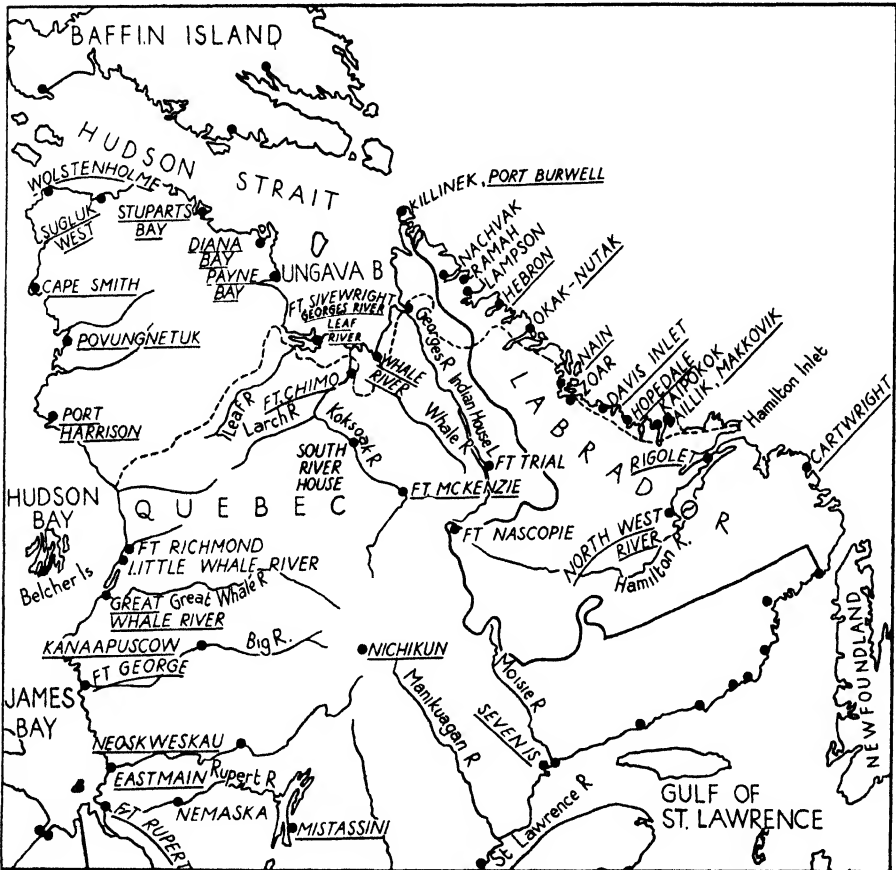 BAFFIN ISLAND
HUDSON
STRAIT
WOLSTENHOLME
SUGLUK
WEST
STUPARTS
BAY
DIANA
BAY
PAYNE
BAY
UNGAVA B
KILLINEK, PORT BURWELL
NACHVAK
RAMAH
LAMPSON
HEBRON
OKAK-NUTAK
CAPE SMITH
POVUNGNETUK
PORT
HARRISON
FT. SIVEWRIGHT
GEORGES RIVER
LEAF
RIVER
WHALE
RIVER
FT. CHIMO
Georges R
Indian House L
Whale R
Leaf R
Larch R
Koksoak R
SOUTH
RIVER
HOUSE
FT TRIAL
FT. MCKENZIE
FT NASCOPIE
NAIN
ZOAR
DAVIS INLET
HOPEDALE
KAIPOKOK
AILLIK, MAKKOVIK
Hamilton Inlet
CARTWRIGHT
LABRADOR
RIGOLET
NORTH WEST
RIVER
Hamilton R.
HUDSON
BAY
QUEBEC
Belcher Is
FT RICHMOND
LITTLE WHALE RIVER
GREAT
WHALE RIVER
Great Whale R
KANAAPUSCOW
Big R.
NICHIKUN
FT GEORGE
JAMES
BAY
Moisie R
Manikuagan R
SEVEN IS
NEOSKWESKAU
EASTMAIN
Rupert R
NEMASKA
FT RUPERT
MISTASSINI
St Lawrence R
GULF OF
ST. LAWRENCE
NEWFOUNDLAND